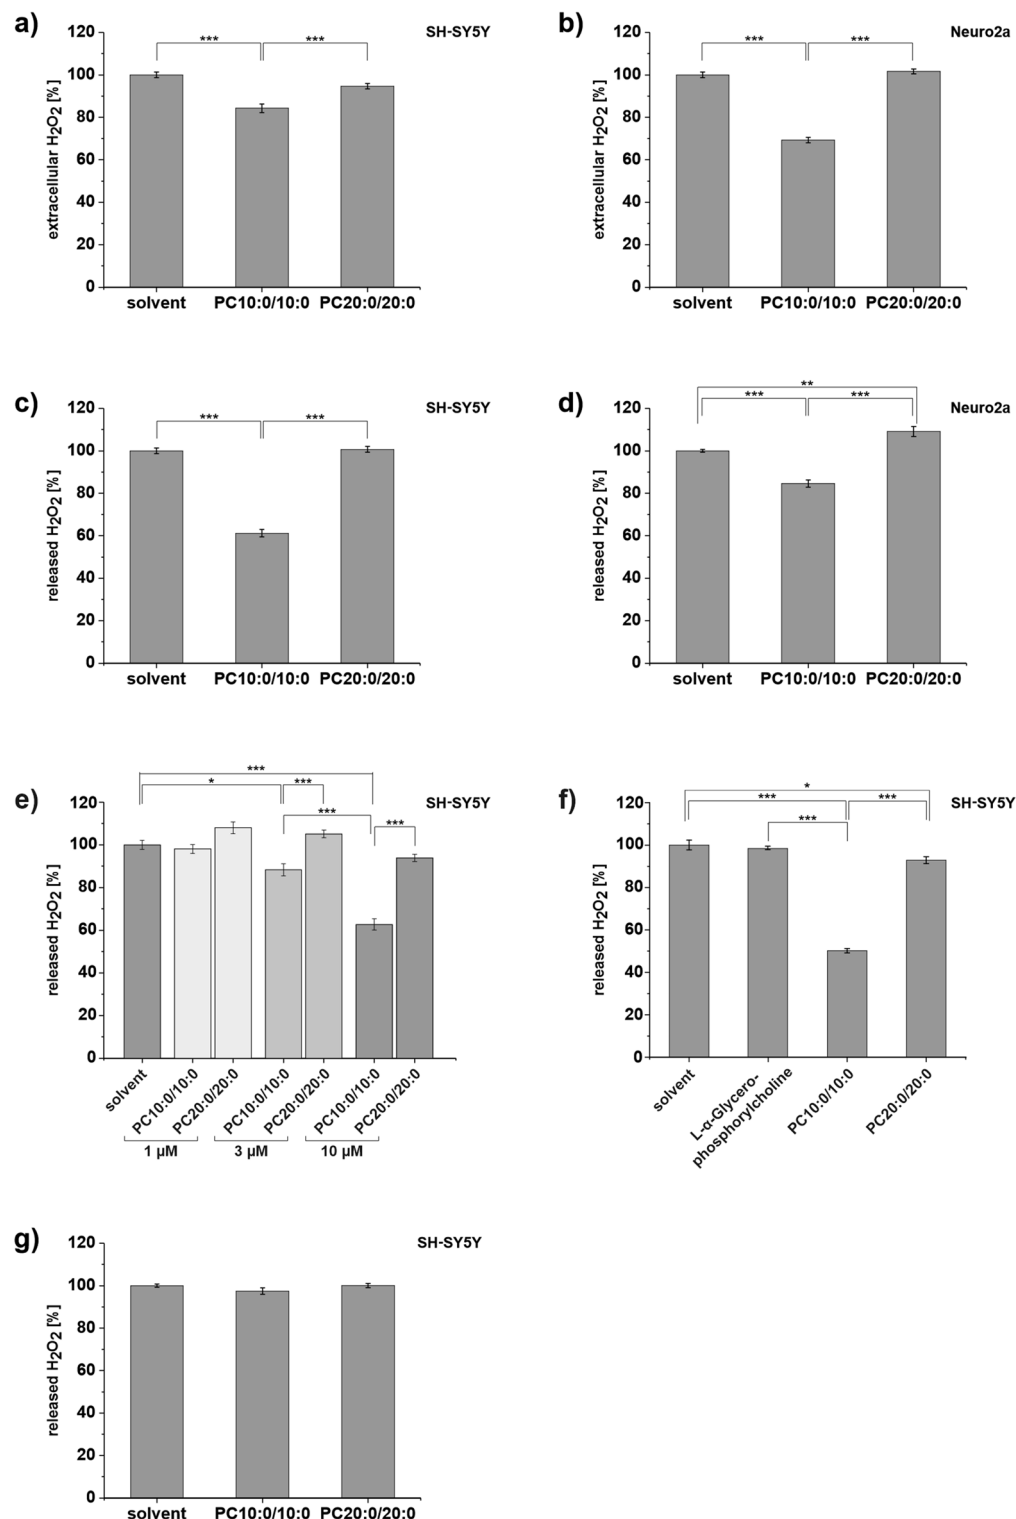 a)
SH-SY5Y
*** ***
extracellular H2O2 [%]
120
100
80
60
40
20
0
solvent PC10:0/10:0 PC20:0/20:0
b)
Neuro2a
*** ***
extracellular H2O2 [%]
120
100
80
60
40
20
0
solvent PC10:0/10:0 PC20:0/20:0
c)
SH-SY5Y
*** ***
released H2O2 [%]
120
100
80
60
40
20
0
solvent PC10:0/10:0 PC20:0/20:0
d)
Neuro2a
**
*** ***
released H2O2 [%]
120
100
80
60
40
20
0
solvent PC10:0/10:0 PC20:0/20:0
e)
SH-SY5Y
***
* ***
***
***
released H2O2 [%]
120
100
80
60
40
20
0
solvent
PC10:0/10:0
PC20:0/20:0
PC10:0/10:0
PC20:0/20:0
PC10:0/10:0
PC20:0/20:0
1 µM 3 µM 10 µM
f)
SH-SY5Y
*
*** ***
***
released H2O2 [%]
120
100
80
60
40
20
0
solvent
L-α-Glycero-
phosphorylcholine
PC10:0/10:0
PC20:0/20:0
g)
SH-SY5Y
released H2O2 [%]
120
100
80
60
40
20
0
solvent PC10:0/10:0 PC20:0/20:0